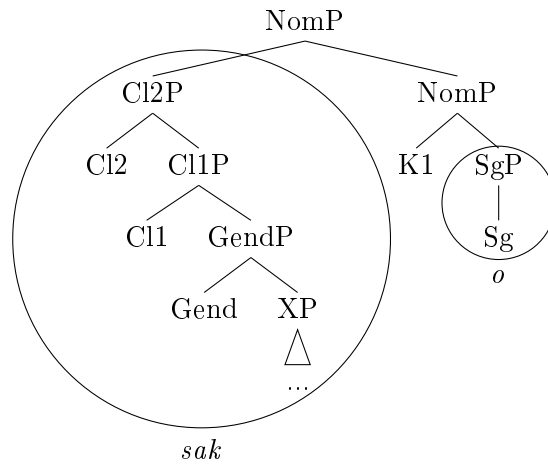 NomP
Cl2P NomP
Cl2 Cl1P K1 SgP
Cl1 GendP Sg
o
Gend XP
...
sak